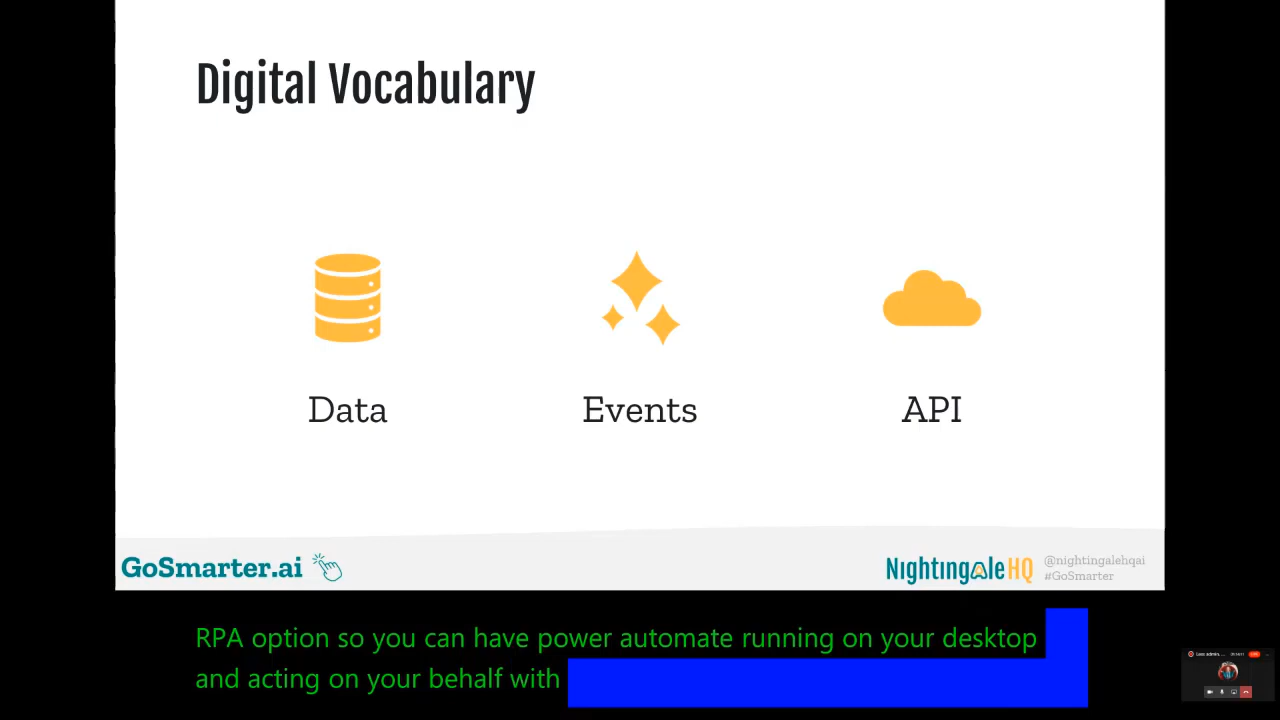 Digital Vocabulary
Data
Events
API
GoSmarter.ai
NightingaleHQ
@nightingalehqai
#GoSmarter
RPA option so you can have power automate running on your desktop
and acting on your behalf with